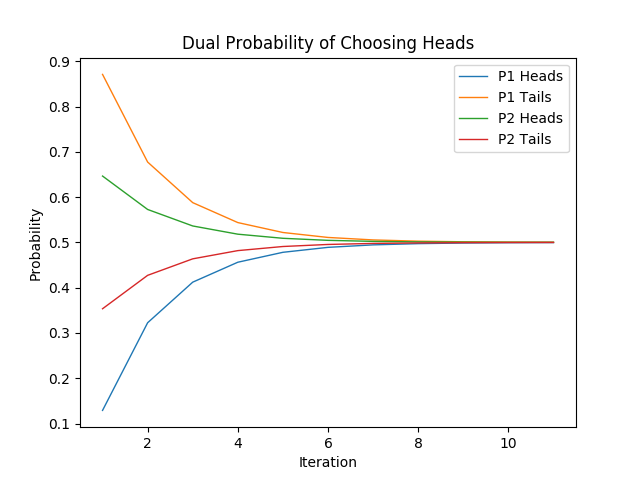 Dual Probability of Choosing Heads
0.9
0.8
0.7
0.6
0.5
0.4
0.3
0.2
0.1
Probability
P1 Heads
P1 Tails
P2 Heads
P2 Tails
2 4 6 8 10
Iteration